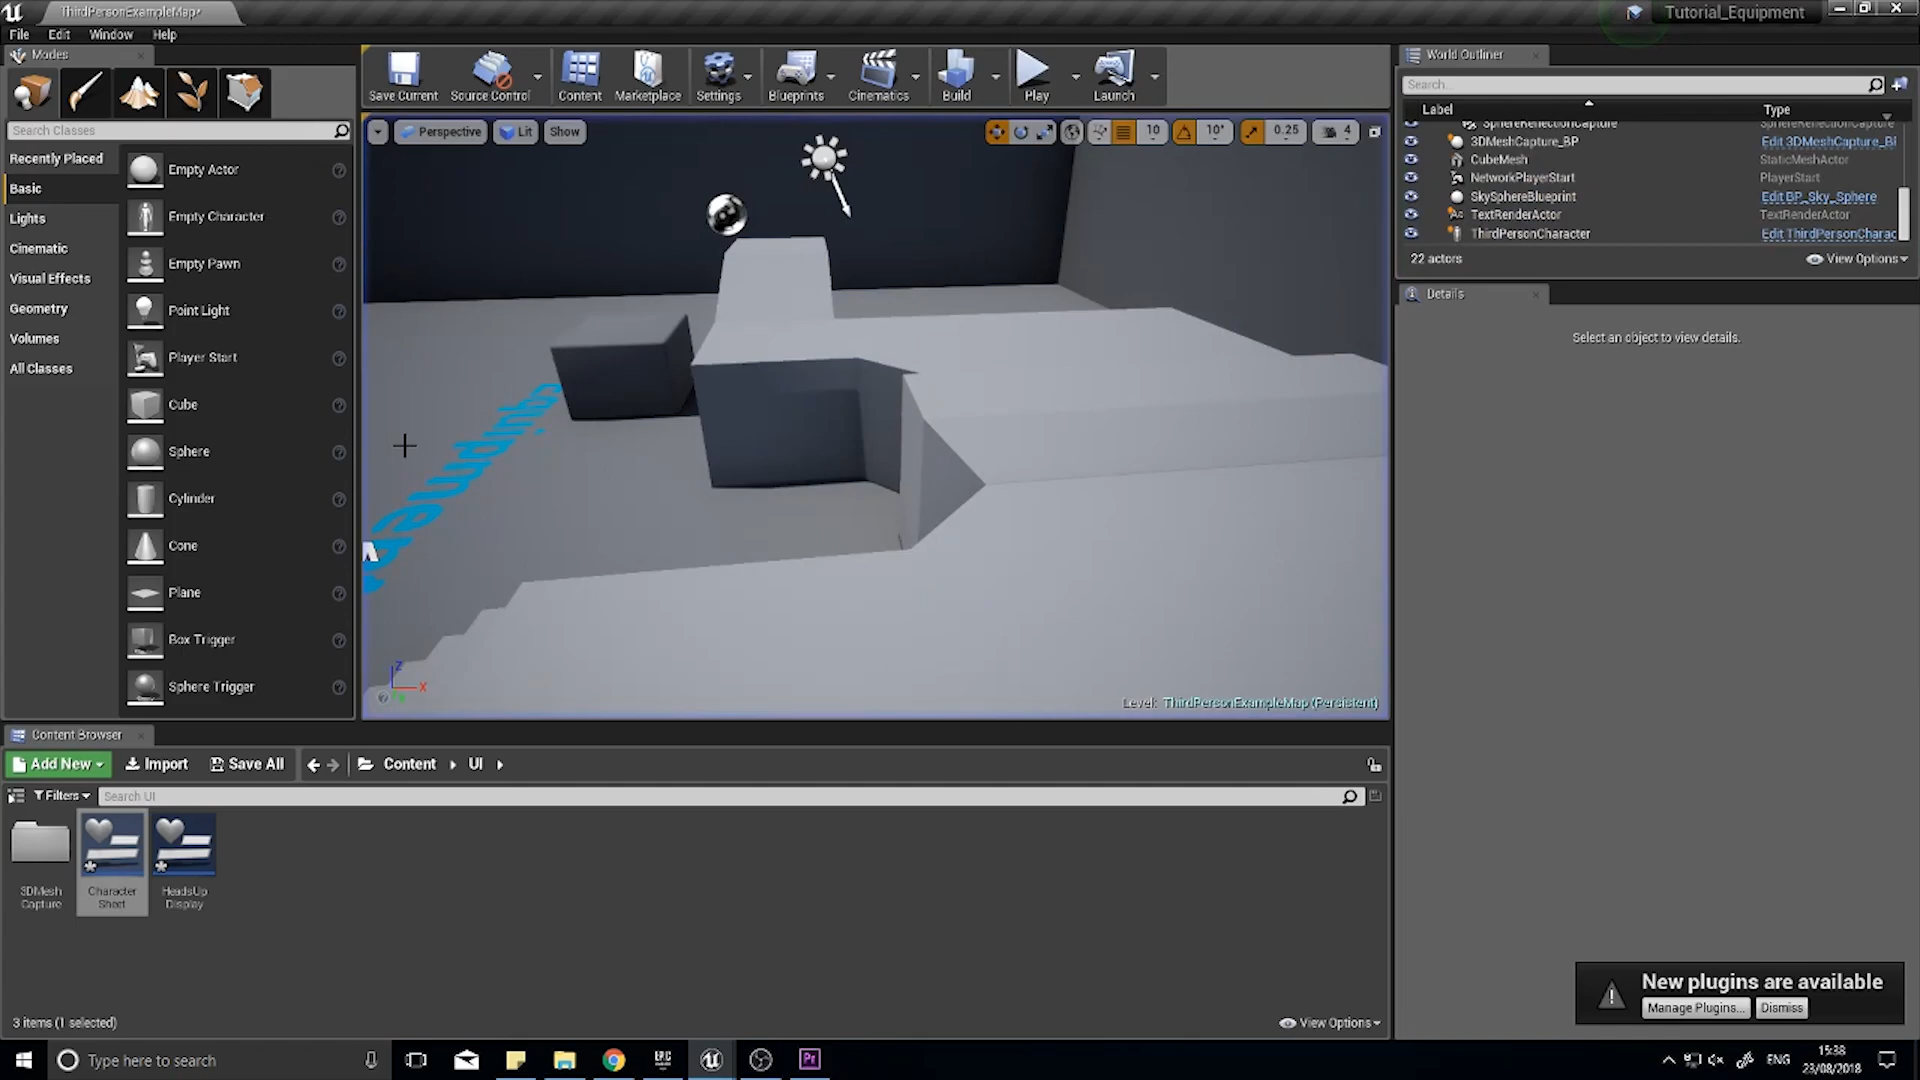 ThirdPersonExampleMap*
Tutorial_Equipment
File Edit Window Help
Modes
Search Classes
Recently Placed
Basic
Lights
Cinematic
Visual Effects
Geometry
Volumes
All Classes
Empty Actor
Empty Character
Empty Pawn
Point Light
Player Start
Cube
Sphere
Cylinder
Cone
Plane
Box Trigger
Sphere Trigger
Save Current Source Control Content Marketplace Settings Blueprints Cinematics Build Play Launch
Perspective Lit Show
10 10° 0.25 4
Z
X
Level: ThirdPersonExampleMap (Persistent)
World Outliner
Search...
Label Type
SphereReflectionCapture SphereReflectionCapture
3DMeshCapture_BP Edit 3DMeshCapture_BP
CubeMesh StaticMeshActor
NetworkPlayerStart PlayerStart
SkySphereBlueprint Edit BP_Sky_Sphere
TextRenderActor TextRenderActor
ThirdPersonCharacter Edit ThirdPersonCharac
22 actors View Options
Details
Select an object to view details.
Content Browser
Add New Import Save All Content UI
Filters Search UI
3DMesh
Capture
Character
Sheet
HeadsUp
Display
3 items (1 selected)
View Options
New plugins are available
Manage Plugins... Dismiss
Type here to search
EPIC
Pr
ENG
15:38
23/08/2018